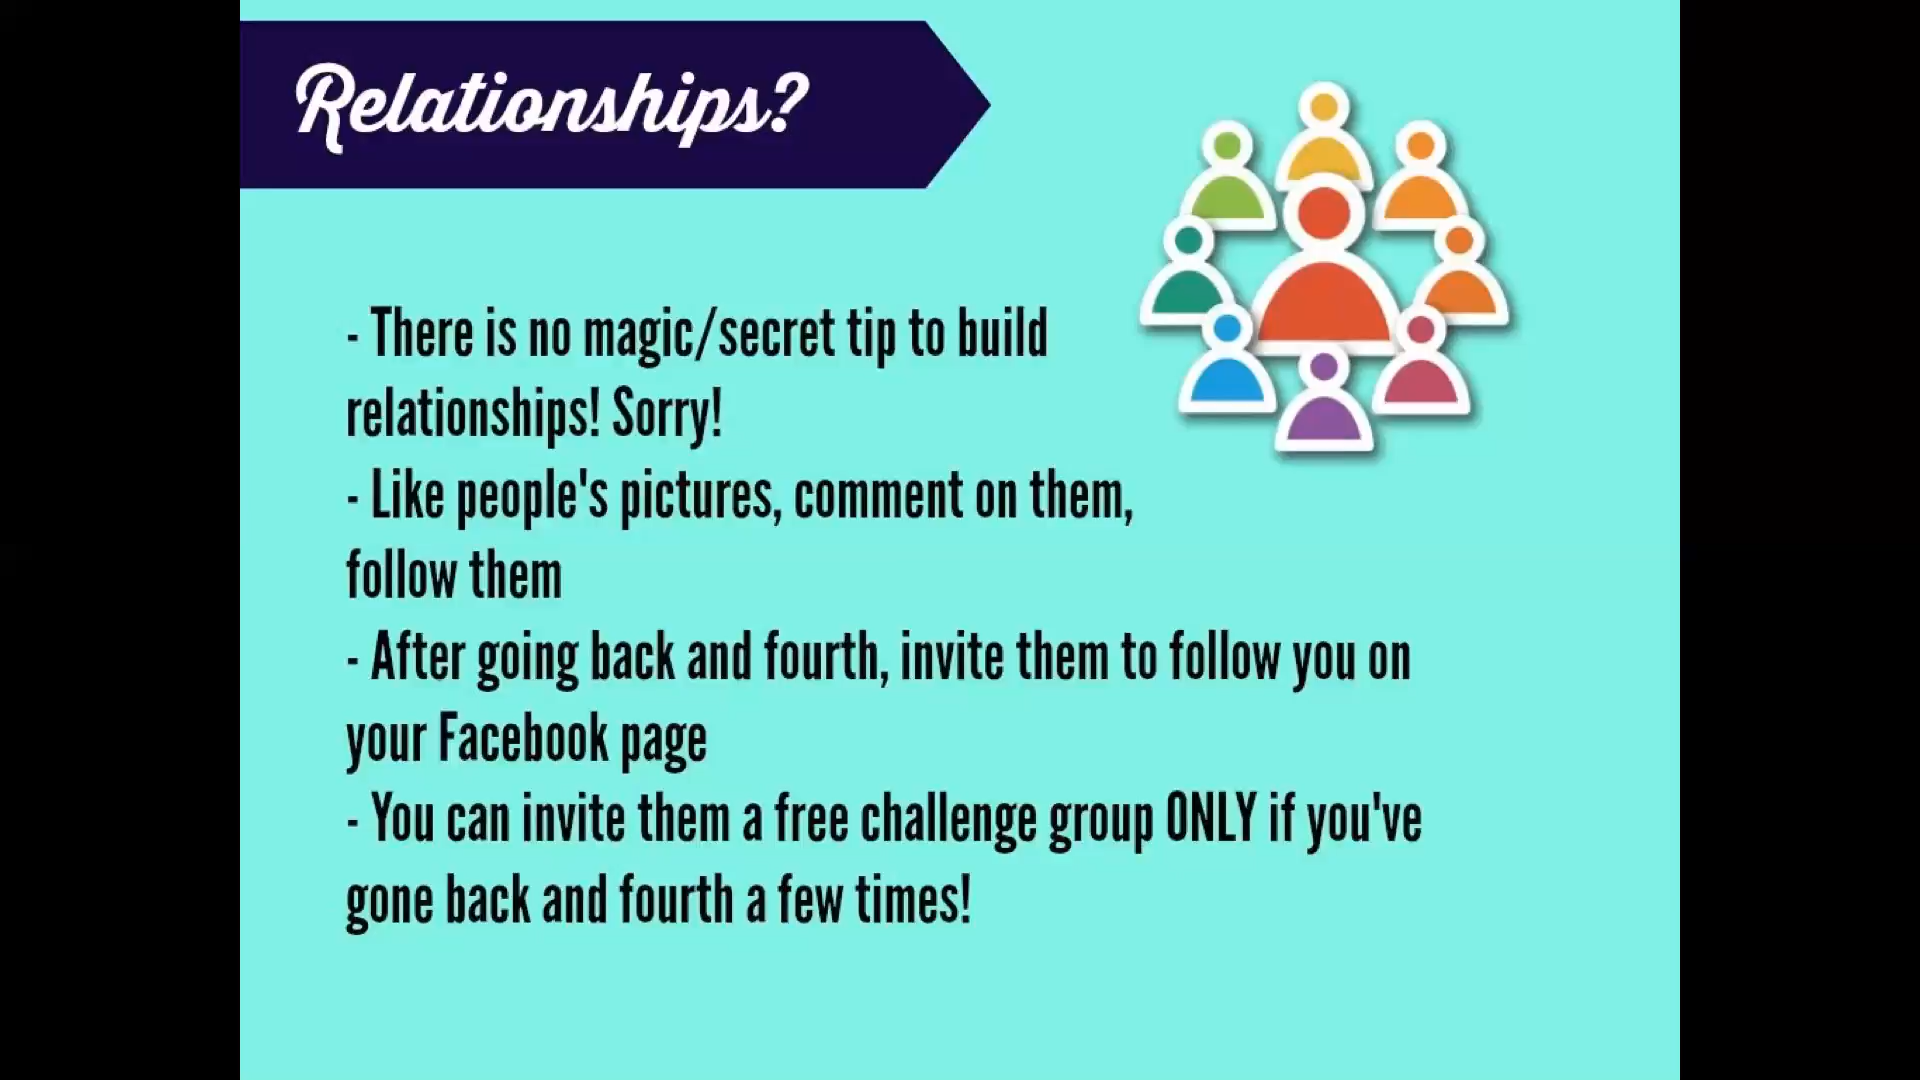 Relationships?
- There is no magic/secret tip to build
relationships! Sorry!
- Like people's pictures, comment on them,
follow them
- After going back and fourth, invite them to follow you on
your Facebook page
- You can invite them a free challenge group ONLY if you've
gone back and fourth a few times!